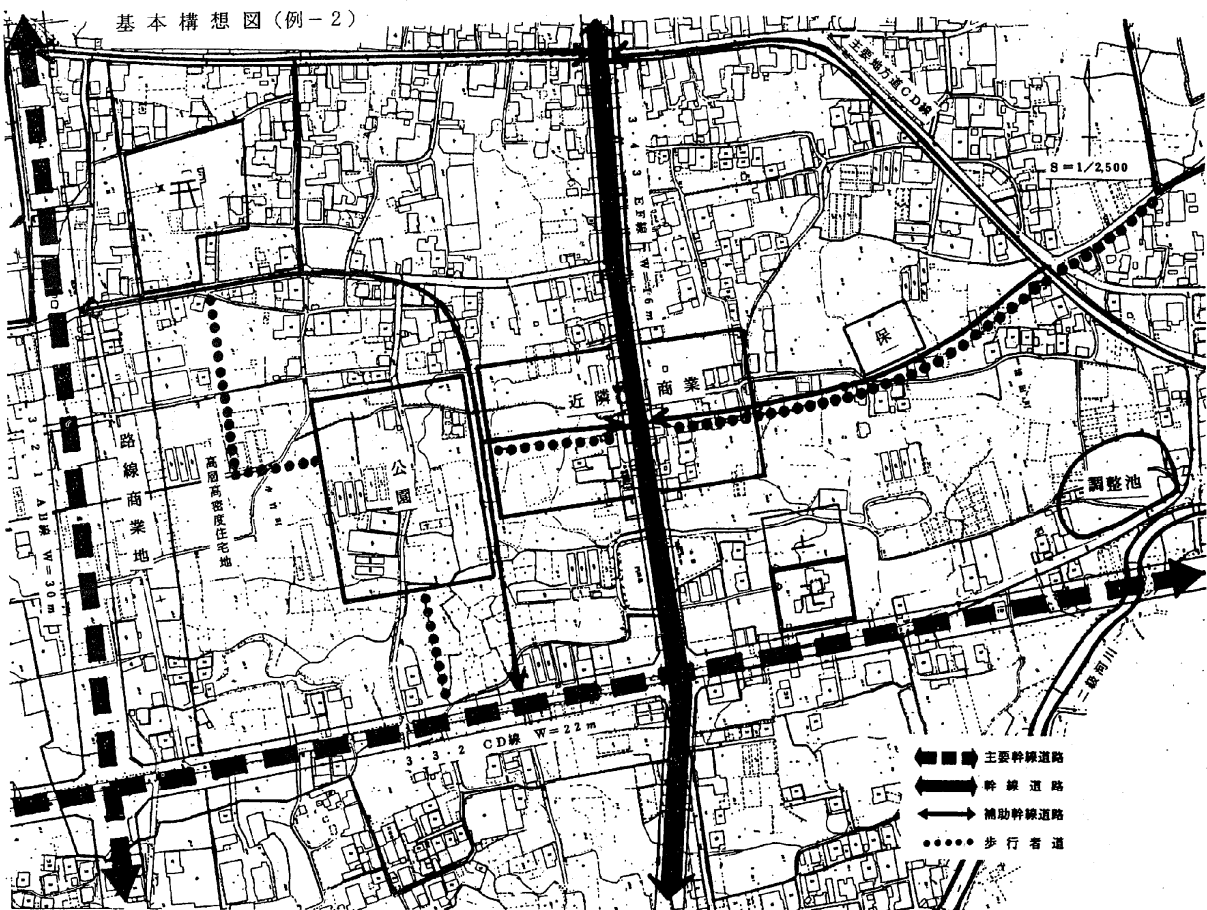 基本構想図(例-2)
主要地方道CD線
S=1/2,500
3・4・3 EF線 W=16m
保
近隣商業
公園
路線商業地
高層高密度住宅地
3・2・1 AB線 W=30m
調整池
二級河川
3・3・2 CD線 W=22m
主要幹線道路
幹線道路
補助幹線道路
歩行者道